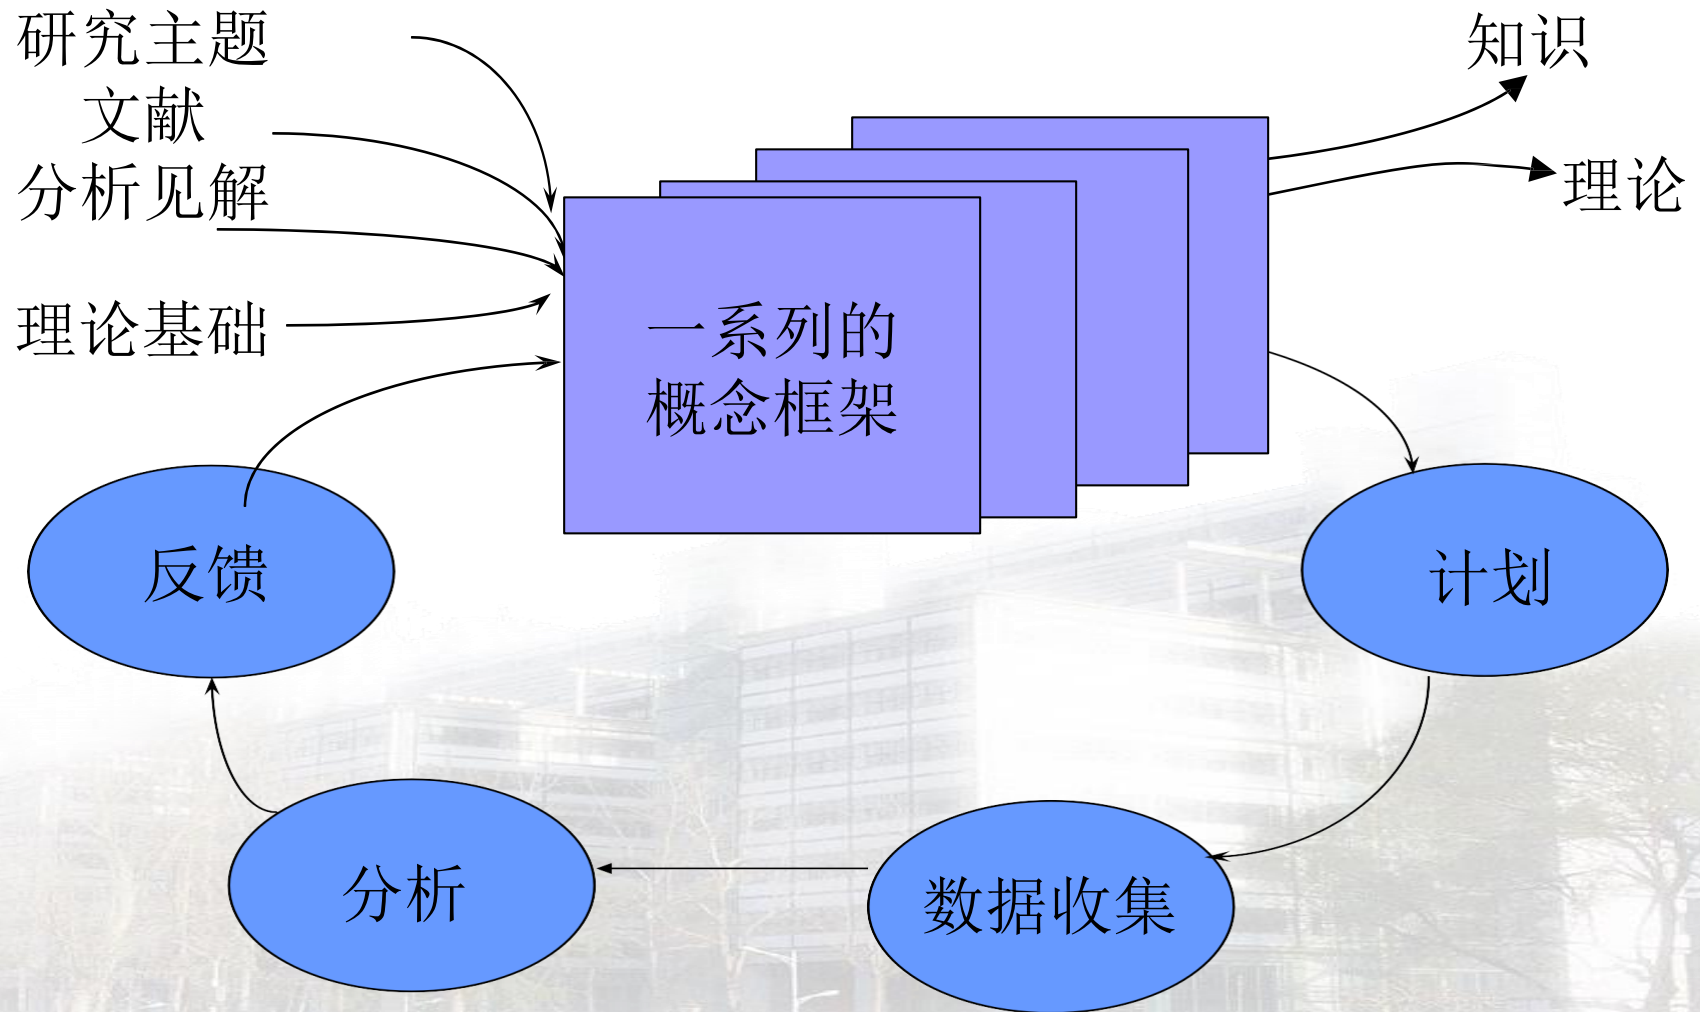 研究主题
文献
分析见解
理论基础
知识
理论
一系列的
概念框架
反馈
计划
分析
数据收集